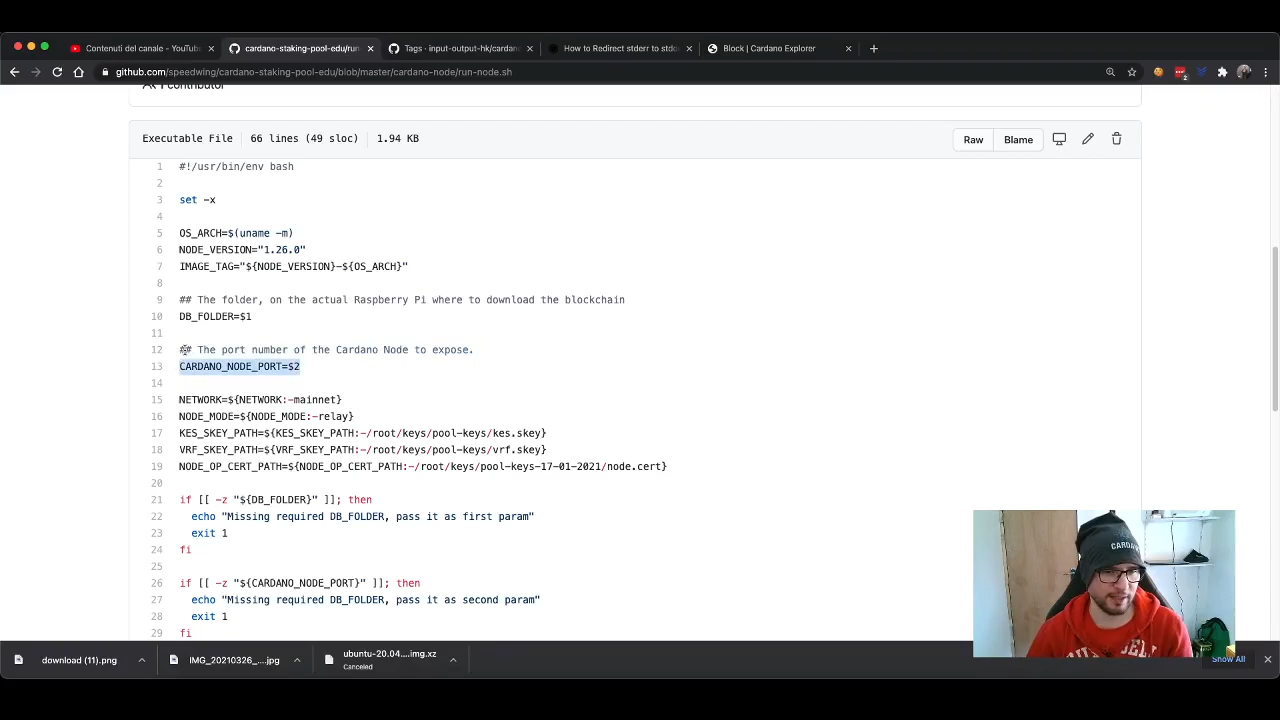 Contenuti del canale - YouTub
cardano-staking-pool-edu/run
Tags · input-output-hk/cardano
How to Redirect stderr to stdo
Block | Cardano Explorer
github.com/speedwing/cardano-staking-pool-edu/blob/master/cardano-node/run-node.sh
1 contributor
Executable File 66 lines (49 sloc) 1.94 KB
Raw Blame
1 #!/usr/bin/env bash
2
3 set -x
4
5 OS_ARCH=$(uname -m)
6 NODE_VERSION="1.26.0"
7 IMAGE_TAG="${NODE_VERSION}-${OS_ARCH}"
8
9 ## The folder, on the actual Raspberry Pi where to download the blockchain
10 DB_FOLDER=$1
11
12 ## The port number of the Cardano Node to expose.
13 CARDANO_NODE_PORT=$2
14
15 NETWORK=${NETWORK:-mainnet}
16 NODE_MODE=${NODE_MODE:-relay}
17 KES_SKEY_PATH=${KES_SKEY_PATH:-/root/keys/pool-keys/kes.skey}
18 VRF_SKEY_PATH=${VRF_SKEY_PATH:-/root/keys/pool-keys/vrf.skey}
19 NODE_OP_CERT_PATH=${NODE_OP_CERT_PATH:-/root/keys/pool-keys-17-01-2021/node.cert}
20
21 if [[ -z "${DB_FOLDER}" ]]; then
22 echo "Missing required DB_FOLDER, pass it as first param"
23 exit 1
24 fi
25
26 if [[ -z "${CARDANO_NODE_PORT}" ]]; then
27 echo "Missing required DB_FOLDER, pass it as second param"
28 exit 1
29 fi
CARDA
download (11).png
IMG_20210326_....jpg
ubuntu-20.04....img.xz
Canceled
Show All